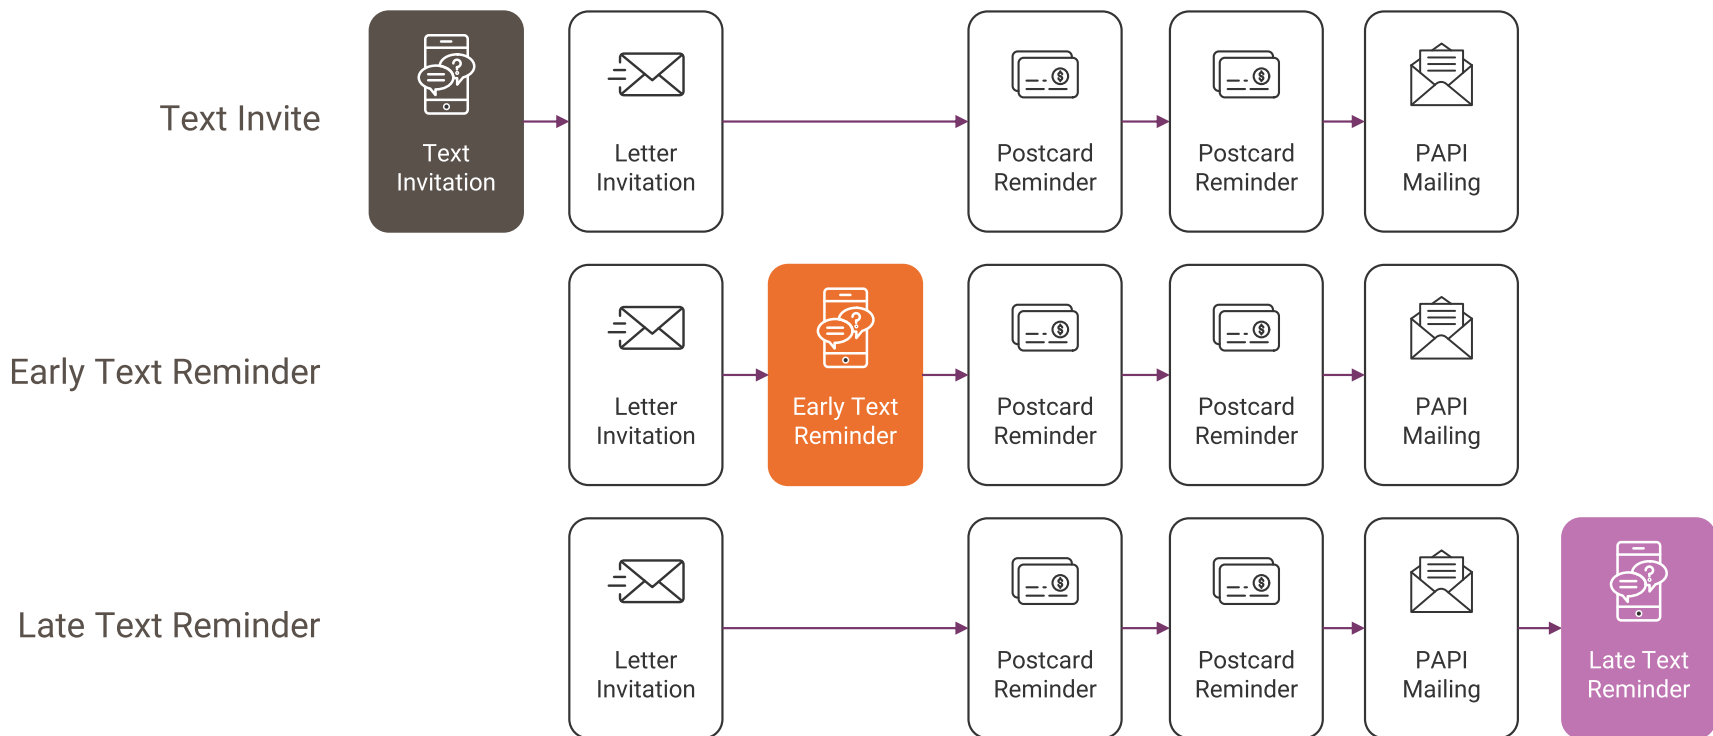 Text Invite
Text
Invitation
Letter
Invitation
Postcard
Reminder
Postcard
Reminder
PAPI
Mailing
Early Text Reminder
Letter
Invitation
Early Text
Reminder
Postcard
Reminder
Postcard
Reminder
PAPI
Mailing
Late Text Reminder
Letter
Invitation
Postcard
Reminder
Postcard
Reminder
PAPI
Mailing
Late Text
Reminder